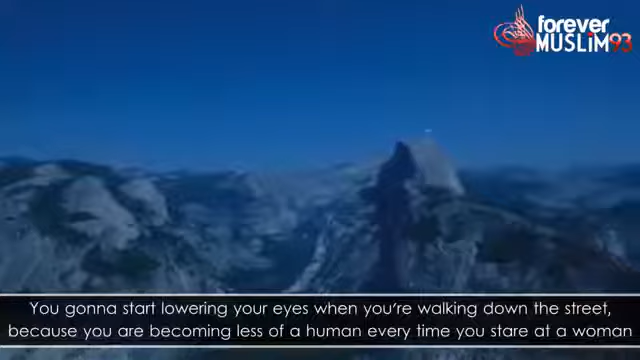 forever
MUSLiM93
You gonna start lowering your eyes when you're walking down the street,
because you are becoming less of a human every time you stare at a woman